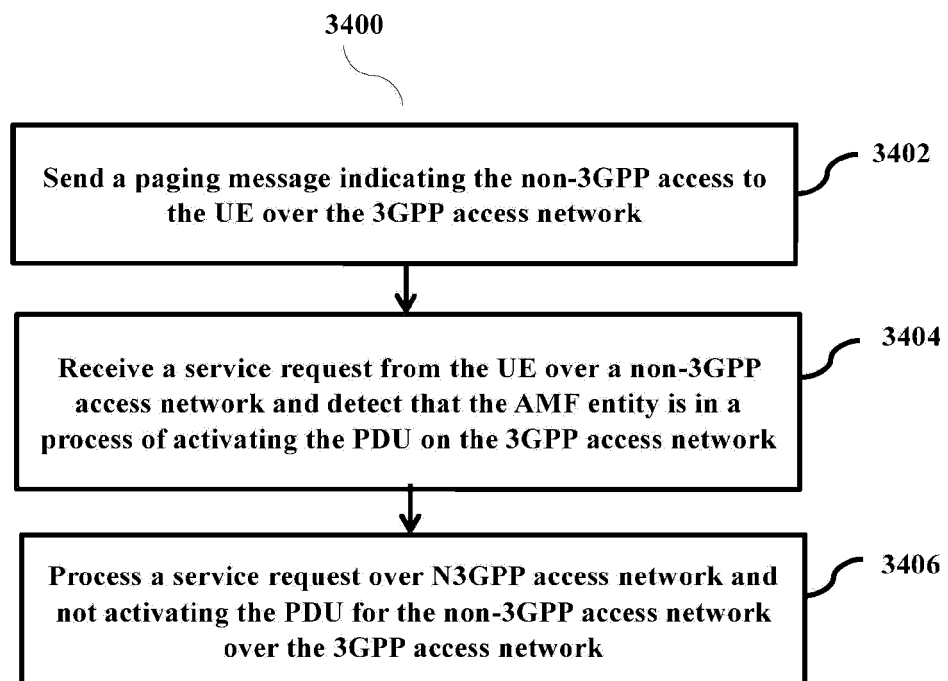 3400
3402
Send a paging message indicating the non-3GPP access to
the UE over the 3GPP access network
3404
Receive a service request from the UE over a non-3GPP
access network and detect that the AMF entity is in a
process of activating the PDU on the 3GPP access network
3406
Process a service request over N3GPP access network and
not activating the PDU for the non-3GPP access network
over the 3GPP access network